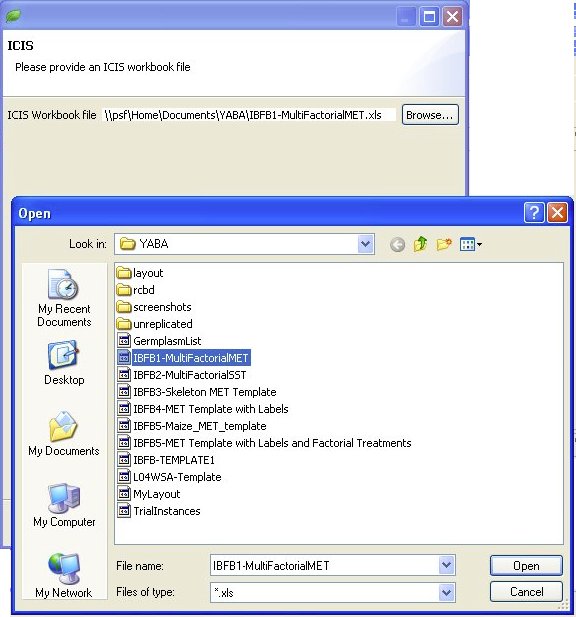 ICIS
Please provide an ICIS workbook file
ICIS Workbook file \\psf\Home\Documents\YABA\IBFB1-MultiFactorialMET.xls Browse...
Open
Look in: YABA
My Recent Documents
Desktop
My Documents
My Computer
My Network
layout
rcbd
screenshots
unreplicated
GermplasmList
IBFB1-MultiFactorialMET
IBFB2-MultiFactorialSST
IBFB3-Skeleton MET Template
IBFB4-MET Template with Labels
IBFB5-Maize_MET_template
IBFB5-MET Template with Labels and Factorial Treatments
IBFB-TEMPLATE1
L04WSA-Template
MyLayout
TrialInstances
File name: IBFB1-MultiFactorialMET Open
Files of type: *.xls Cancel